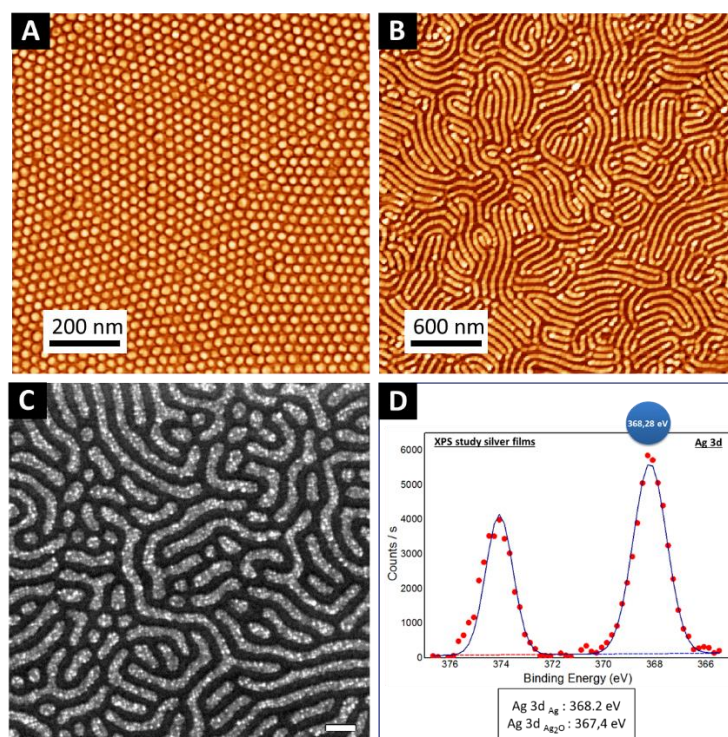 A
200 nm
B
600 nm
C
D
368,28 eV
XPS study silver films
Ag 3d
6000
5000
4000
3000
2000
1000
0
Counts / s
376
374
372
370
368
366
Binding Energy (eV)
Ag 3d Ag : 368.2 eV
Ag 3d Ag2O : 367,4 eV